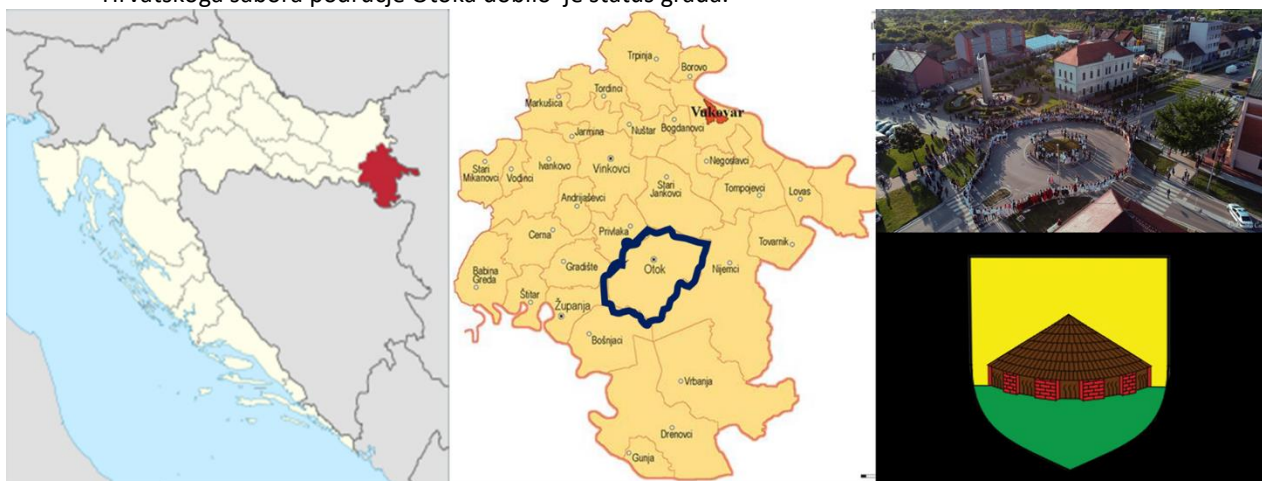 Hrvatskoga sabora područje Otoka dobilo je status grada.
Trpinja
Borovo
Tordinci
Markušica
Vukovar
Nuštar
Bogdanovci
Jarmina
Stari
Mikanovci
Vođinci
Ivankovo
Vinkovci
Negoslavci
Stari
Jankovci
Tompojevci
Lovas
Andrijaševci
Cerna
Privlaka
Tovarnik
Otok
Nijemci
Gradište
Babina
Greda
Štitar
Županja
Bošnjaci
Vrbanja
Drenovci
Gunja